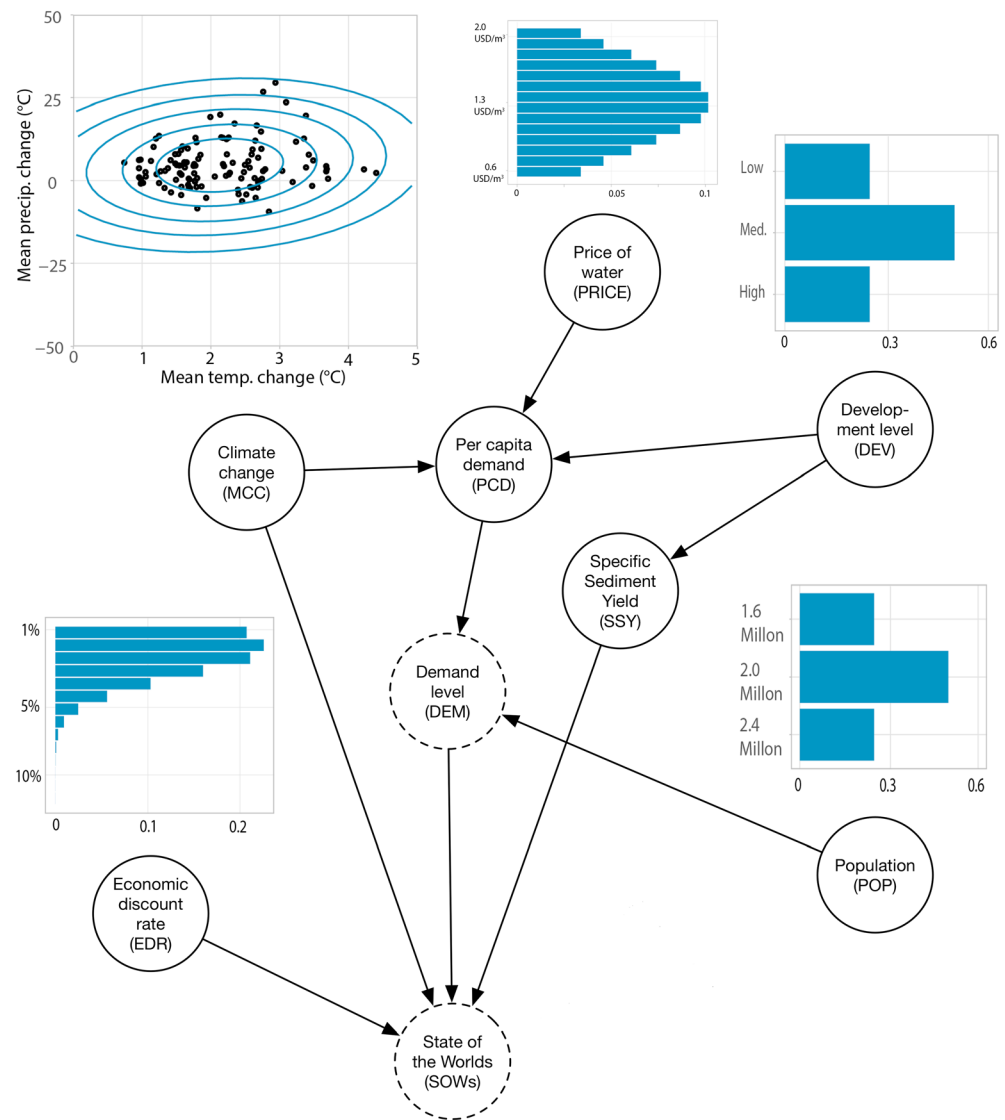 50
25
0
−25
−50
Mean precip. change (°C)
0
1
2
3
4
5
Mean temp. change (°C)
2.0
USD/m³
1.3
USD/m³
0.6
USD/m³
0
0.05
0.1
Low
Med.
High
0
0.3
0.6
Price of
water
(PRICE)
Climate
change
(MCC)
Per capita
demand
(PCD)
Develop-
ment level
(DEV)
Specific
Sediment
Yield
(SSY)
1%
5%
10%
0
0.1
0.2
Demand
level
(DEM)
1.6
Millon
2.0
Millon
2.4
Millon
0
0.3
0.6
Economic
discount
rate
(EDR)
Population
(POP)
State of
the Worlds
(SOWs)